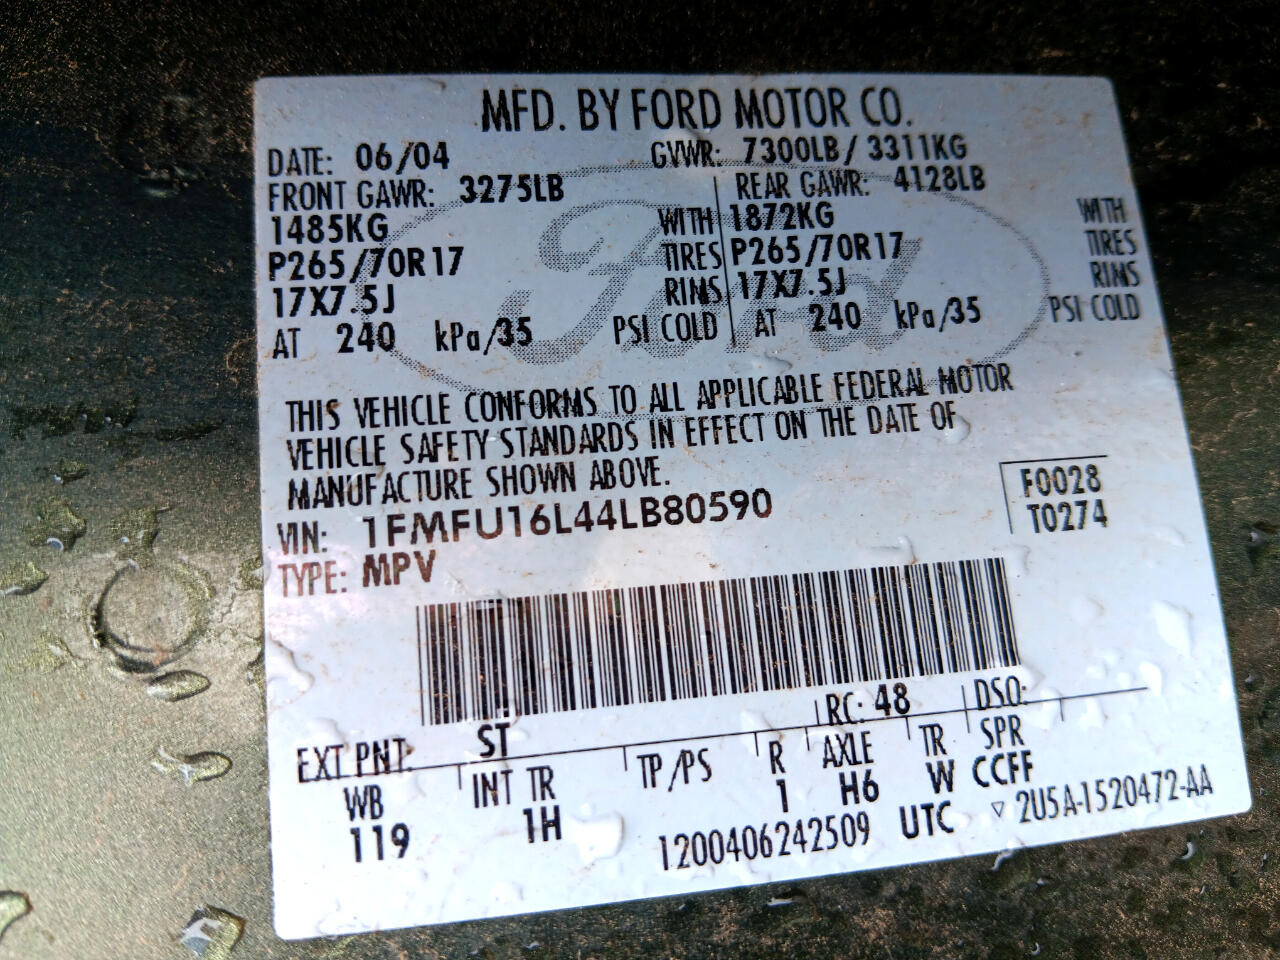 MFD. BY FORD MOTOR CO.
DATE: 06/04 GVWR: 7300LB / 3311KG
FRONT GAWR: 3275LB REAR GAWR: 4128LB
1485KG WITH 1872KG WITH
P265/70R17 TIRES P265/70R17 TIRES
17X7.5J RIMS 17X7.5J RIMS
AT 240 kPa/35 PSI COLD AT 240 kPa/35 PSI COLD
Ford
THIS VEHICLE CONFORMS TO ALL APPLICABLE FEDERAL MOTOR
VEHICLE SAFETY STANDARDS IN EFFECT ON THE DATE OF
MANUFACTURE SHOWN ABOVE.
F0028
VIN: 1FMFU16L44LB80590 T0274
TYPE: MPV
EXT PNT: ST RC: 48 DSO:
WB INT TR TP/PS R AXLE TR SPR
119 1H 1 H6 W CCFF
1200406242509 UTC ▽ 2U5A-1520472-AA